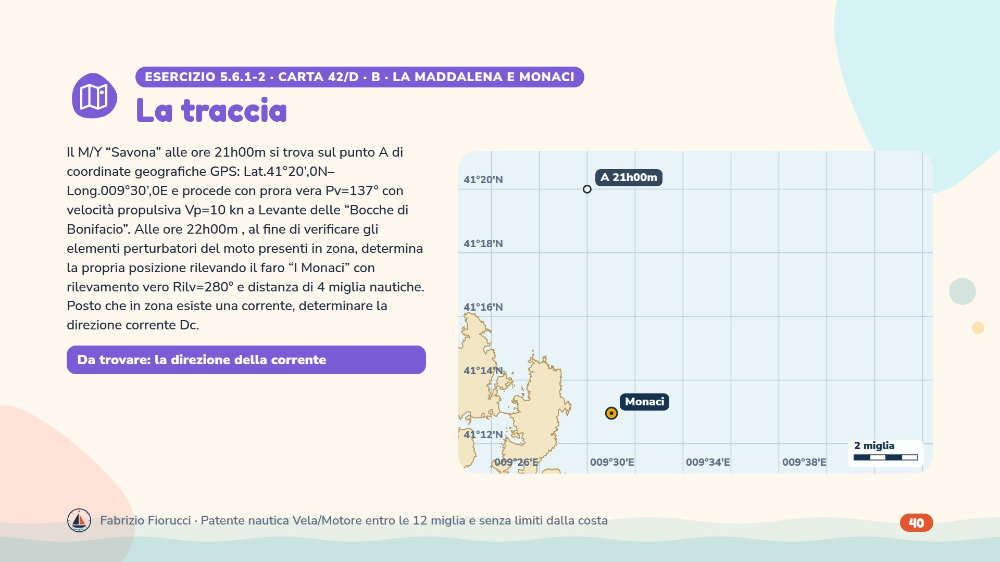 ESERCIZIO 5.6.1-2 · CARTA 42/D · B · LA MADDALENA E MONACI
La traccia
Il M/Y “Savona” alle ore 21h00m si trova sul punto A di
coordinate geografiche GPS: Lat.41°20’,0N–
Long.009°30’,0E e procede con prora vera Pv=137° con
velocità propulsiva Vp=10 kn a Levante delle “Bocche di
Bonifacio”. Alle ore 22h00m , al fine di verificare gli
elementi perturbatori del moto presenti in zona, determina
la propria posizione rilevando il faro “I Monaci” con
rilevamento vero Rilv=280° e distanza di 4 miglia nautiche.
Posto che in zona esiste una corrente, determinare la
direzione corrente Dc.
Da trovare: la direzione della corrente
A 21h00m
41°20'N
41°18'N
41°16'N
41°14'N
Monaci
41°12'N
2 miglia
009°26'E
009°30'E
009°34'E
009°38'E
Fabrizio Fiorucci · Patente nautica Vela/Motore entro le 12 miglia e senza limiti dalla costa
40